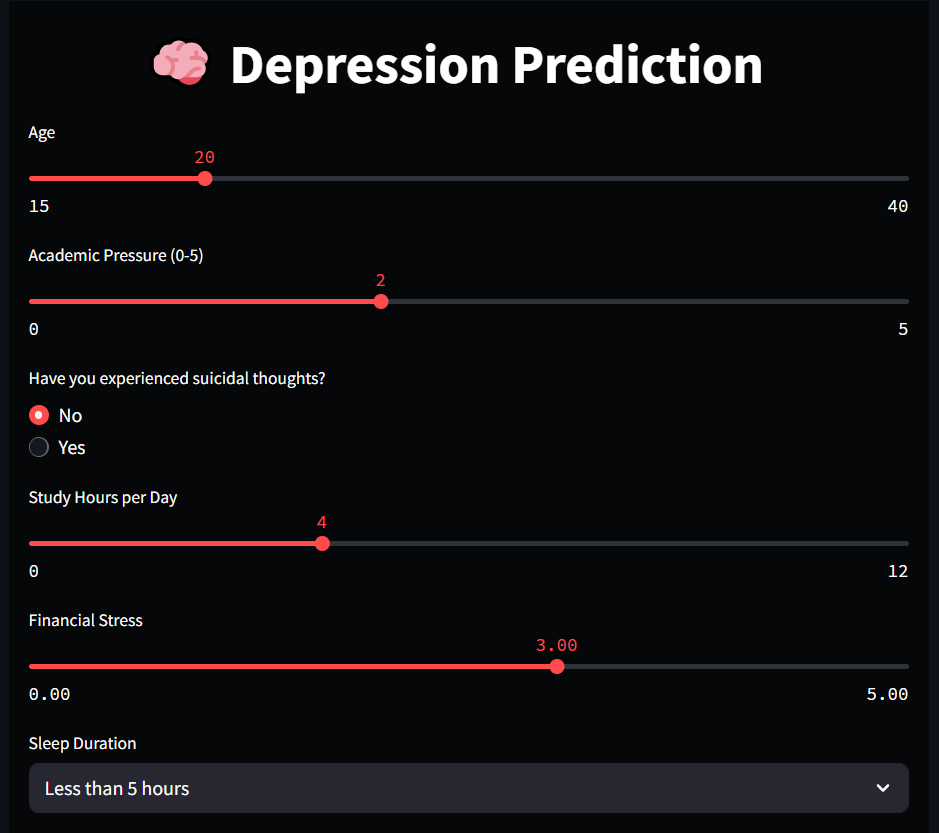 Depression Prediction
Age
20
15 40
Academic Pressure (0-5)
2
0 5
Have you experienced suicidal thoughts?
No
Yes
Study Hours per Day
4
0 12
Financial Stress
3.00
0.00 5.00
Sleep Duration
Less than 5 hours